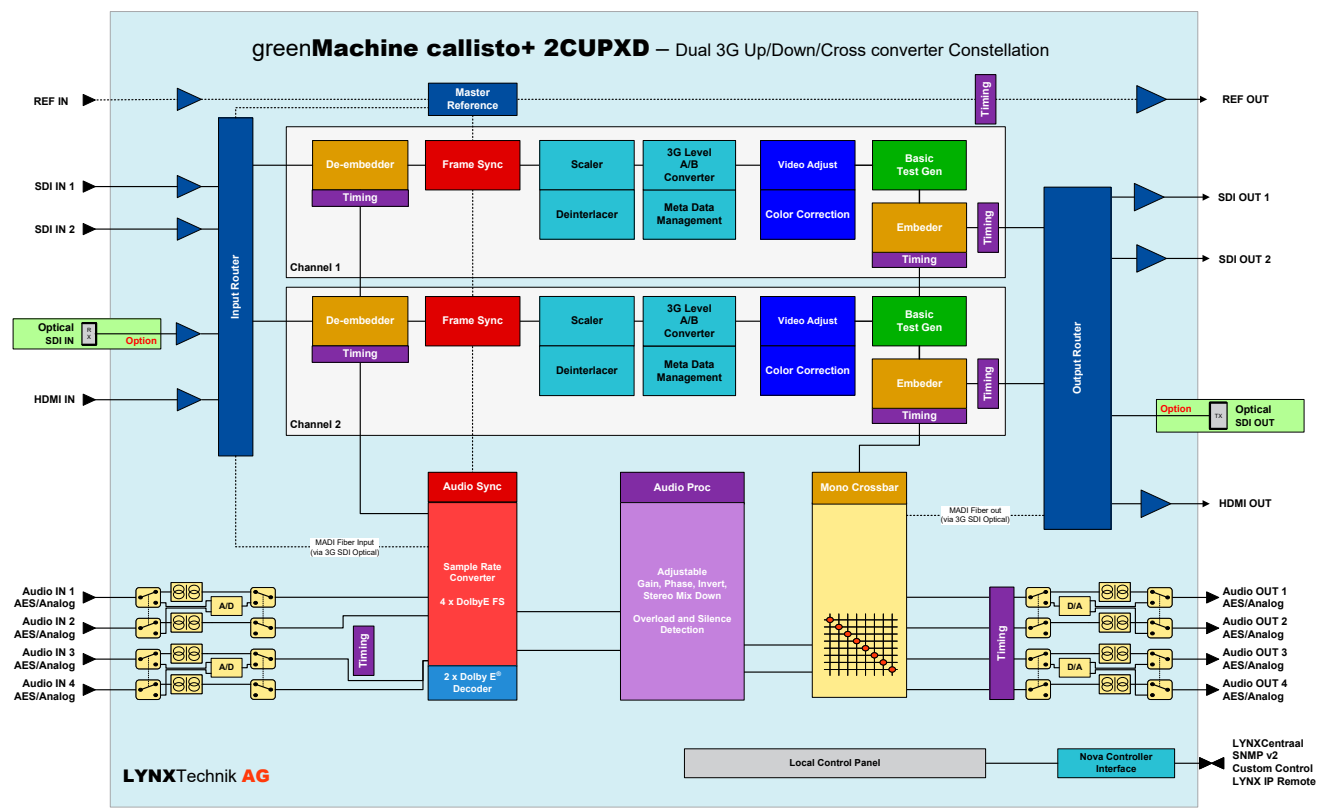 greenMachine callisto+ 2CUPXD – Dual 3G Up/Down/Cross converter Constellation
REF IN
Master
Reference
Timing
REF OUT
SDI IN 1
SDI IN 2
Optical
SDI IN
R
X
Option
HDMI IN
Input Router
De-embedder
Timing
Frame Sync
Scaler
Deinterlacer
3G Level
A/B
Converter
Meta Data
Management
Video Adjust
Color Correction
Basic
Test Gen
Embeder
Timing
Timing
Channel 1
De-embedder
Timing
Frame Sync
Scaler
Deinterlacer
3G Level
A/B
Converter
Meta Data
Management
Video Adjust
Color Correction
Basic
Test Gen
Embeder
Timing
Timing
Channel 2
Output Router
SDI OUT 1
SDI OUT 2
Option
TX
Optical
SDI OUT
HDMI OUT
MADI Fiber Input
(via 3G SDI Optical)
Audio Sync
Sample Rate
Converter
4 x DolbyE FS
2 x Dolby E®
Decoder
Audio Proc
Adjustable
Gain, Phase, Invert,
Stereo Mix Down
Overload and Silence
Detection
Mono Crossbar
MADI Fiber out
(via 3G SDI Optical)
Audio IN 1
AES/Analog
Audio IN 2
AES/Analog
Audio IN 3
AES/Analog
Audio IN 4
AES/Analog
A/D
A/D
Timing
Timing
D/A
D/A
Audio OUT 1
AES/Analog
Audio OUT 2
AES/Analog
Audio OUT 3
AES/Analog
Audio OUT 4
AES/Analog
LYNXTechnik AG
Local Control Panel
Nova Controller
Interface
LYNXCentraal
SNMP v2
Custom Control
LYNX IP Remote